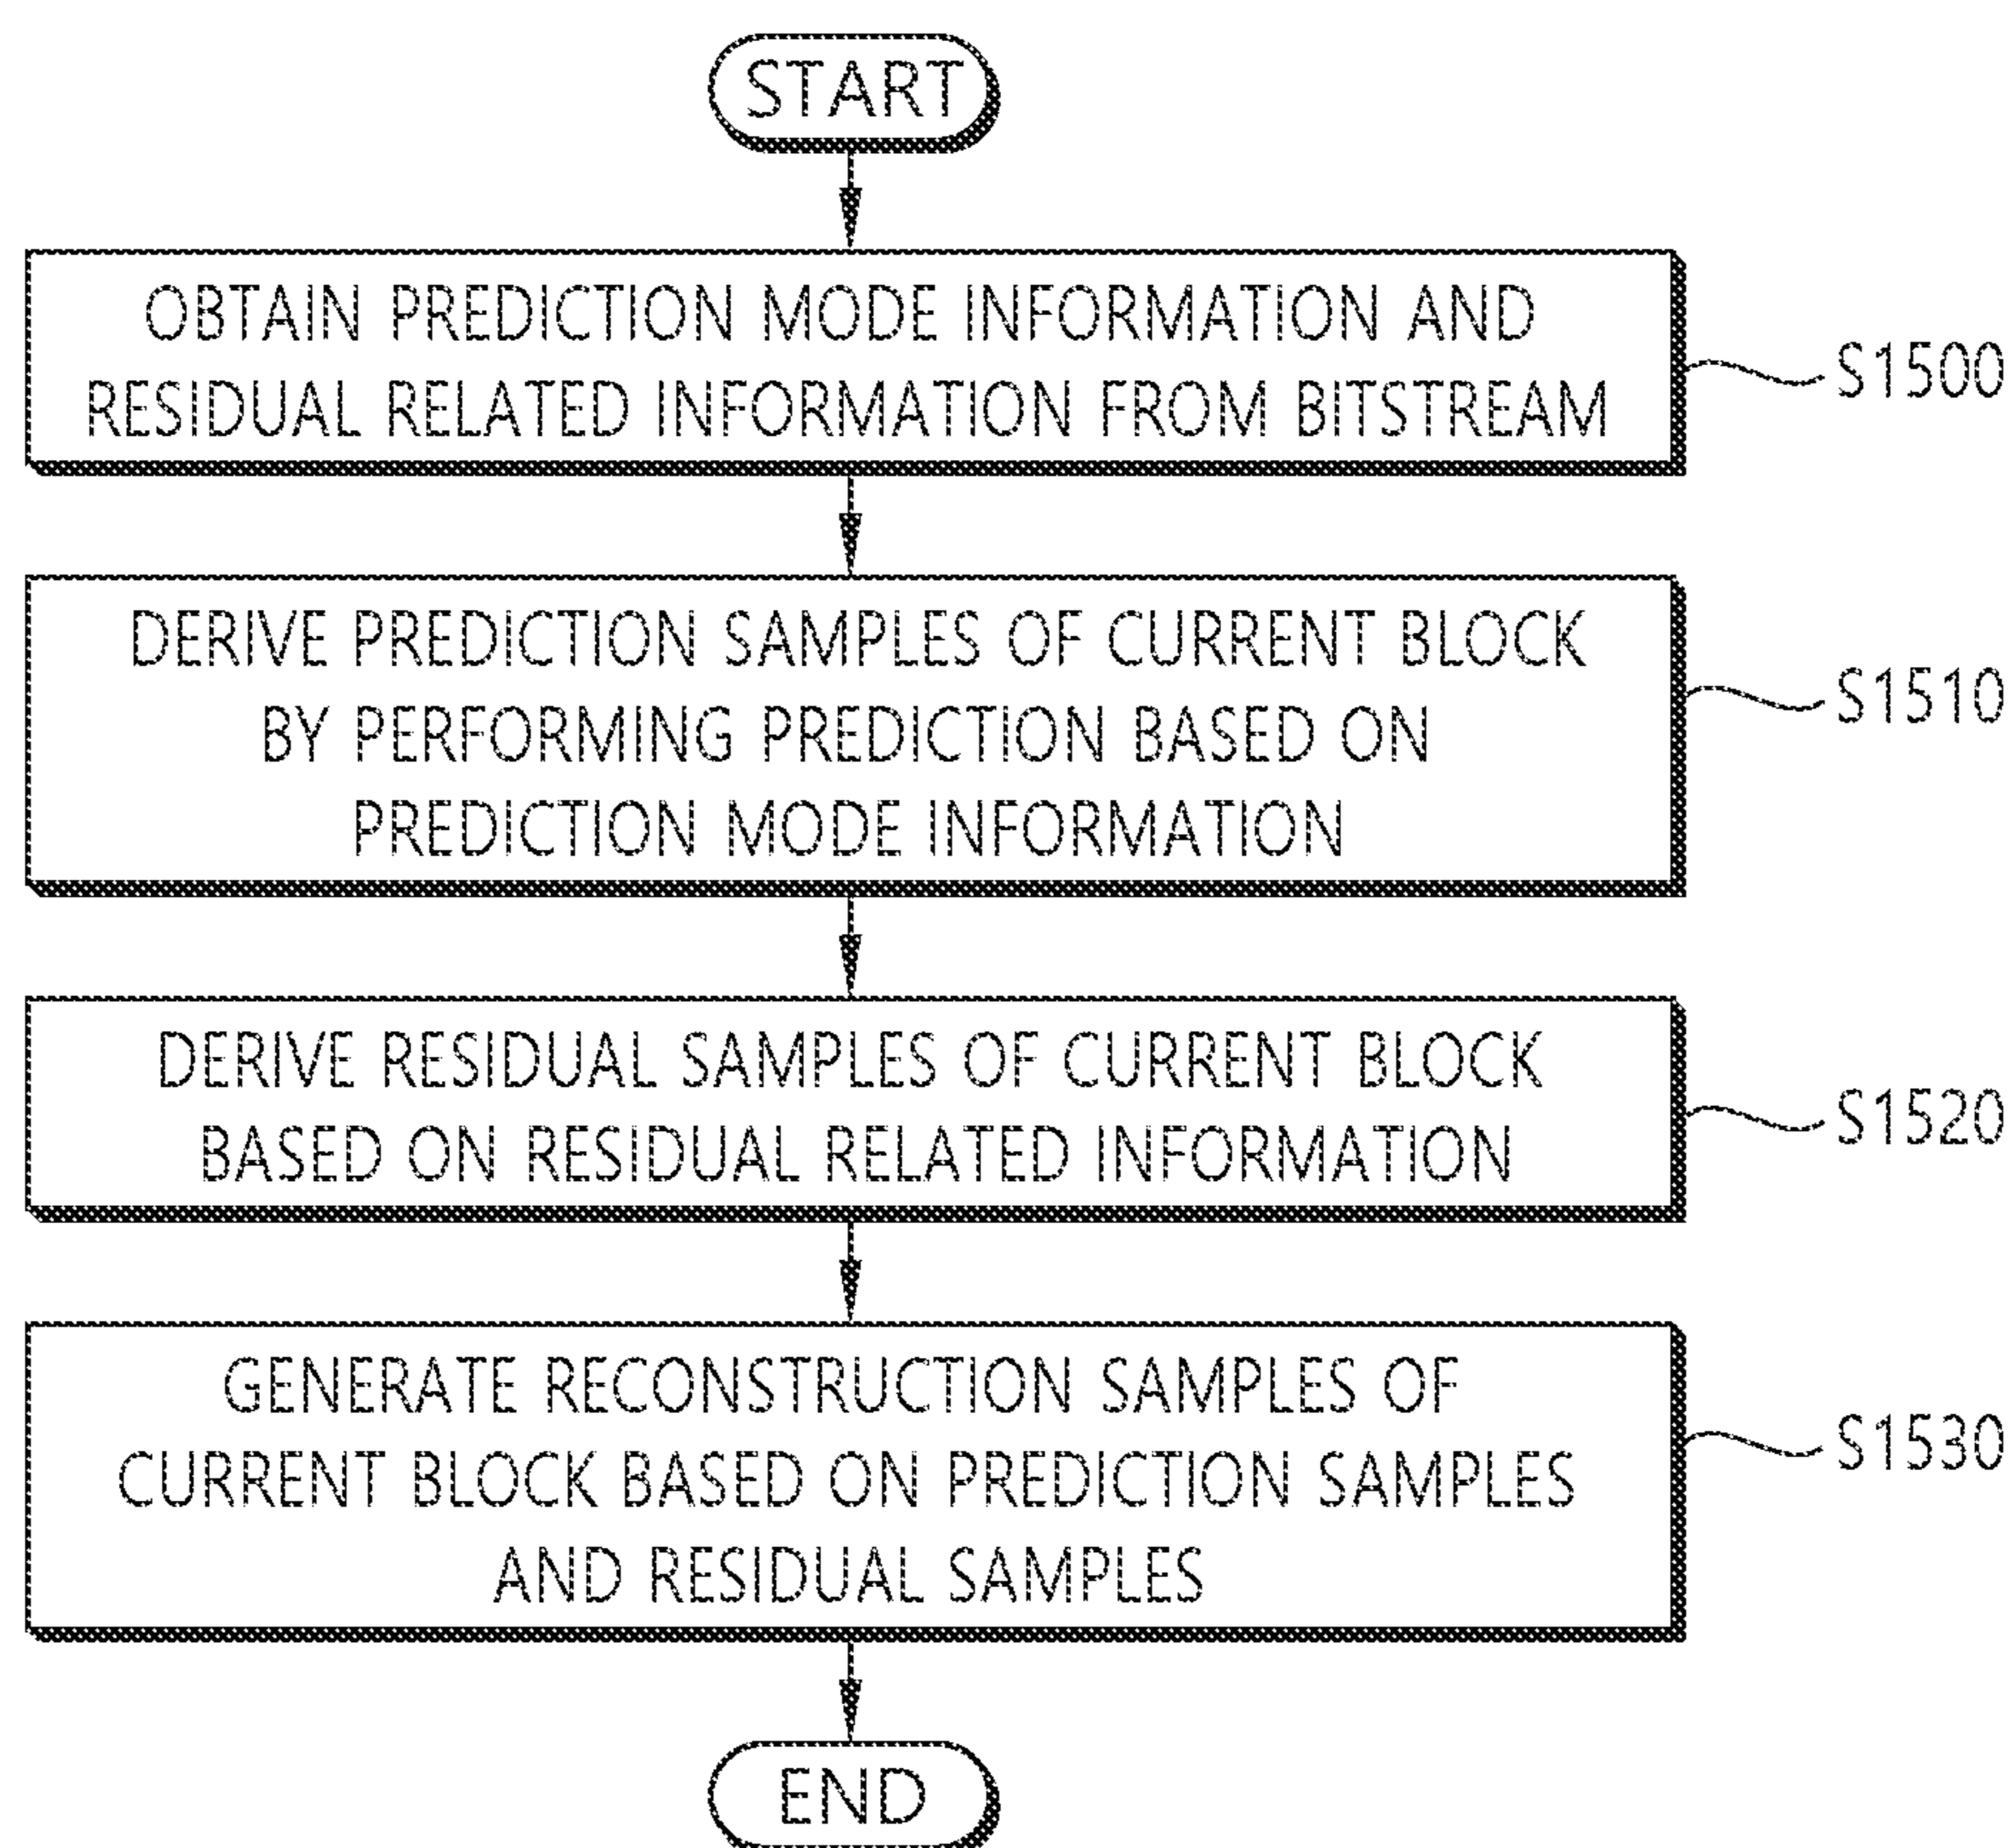 START
OBTAIN PREDICTION MODE INFORMATION AND
RESIDUAL RELATED INFORMATION FROM BITSTREAM
S1500
DERIVE PREDICTION SAMPLES OF CURRENT BLOCK
BY PERFORMING PREDICTION BASED ON
PREDICTION MODE INFORMATION
S1510
DERIVE RESIDUAL SAMPLES OF CURRENT BLOCK
BASED ON RESIDUAL RELATED INFORMATION
S1520
GENERATE RECONSTRUCTION SAMPLES OF
CURRENT BLOCK BASED ON PREDICTION SAMPLES
AND RESIDUAL SAMPLES
S1530
END